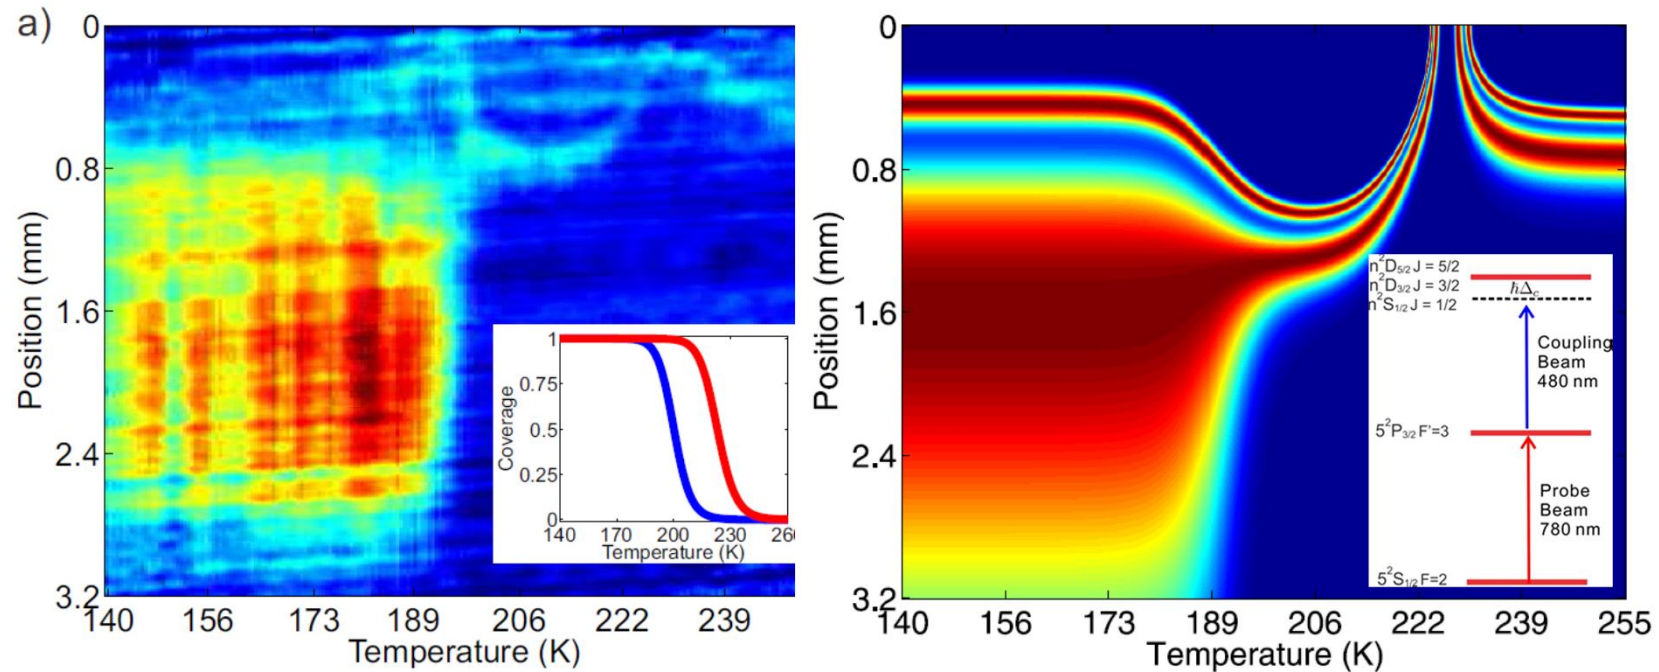 a)
0
0.8
1.6
2.4
3.2
Position (mm)
140 156 173 189 206 222 239
Temperature (K)
1
0.75
0.5
0.25
0
Coverage
140 170 200 230 26
Temperature (K)
0
0.8
1.6
2.4
3.2
Position (mm)
140 156 173 189 206 222 239 255
Temperature (K)
n²D₅/₂ J = 5/2
n²D₃/₂ J = 3/2
n²S₁/₂ J = 1/2
ħΔc
Coupling
Beam
480 nm
5²P₃/₂ F'=3
Probe
Beam
780 nm
5²S₁/₂ F=2